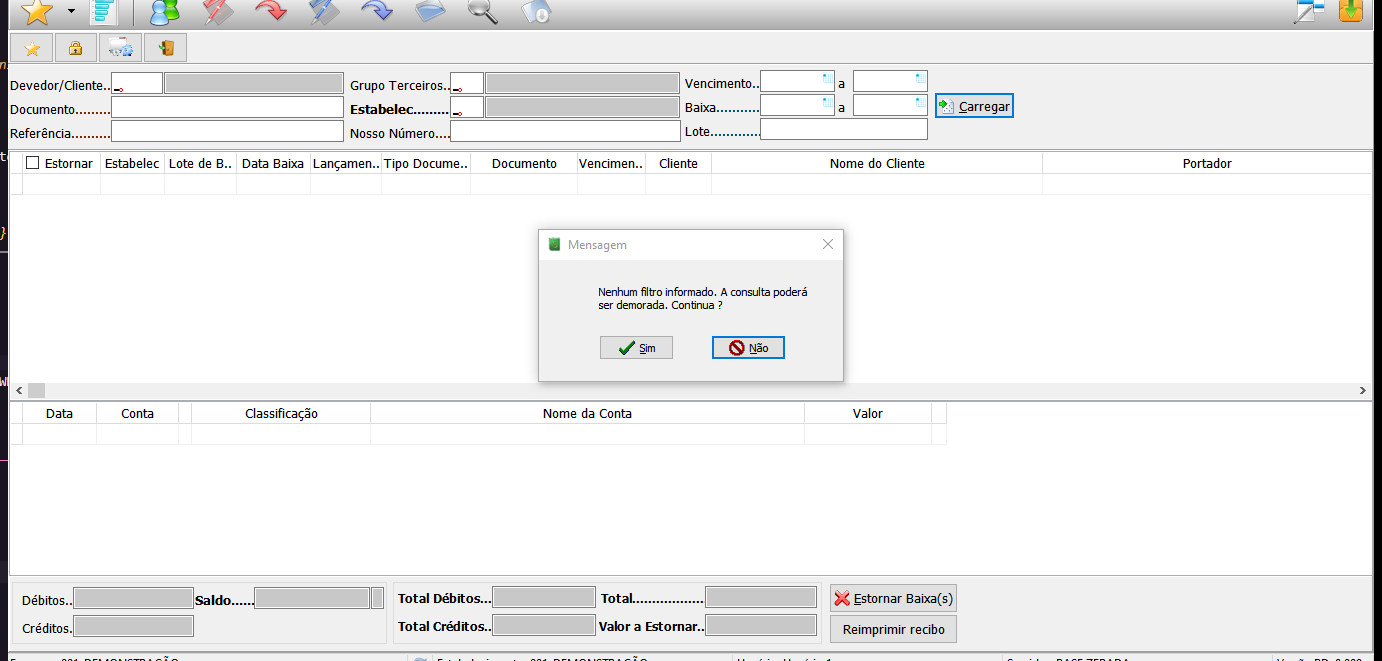 Devedor/Cliente.. Grupo Terceiros.. Vencimento.. a
Documento......... Estabelec......... Baixa........... a Carregar
Referência.......... Nosso Número.... Lote.............
Estornar Estabelec Lote de B.. Data Baixa Lançamen.. Tipo Docume.. Documento Vencimen.. Cliente Nome do Cliente Portador
Mensagem
Nenhum filtro informado. A consulta poderá
ser demorada. Continua ?
Sim Não
Data Conta Classificação Nome da Conta Valor
Débitos.. Saldo...... Total Débitos... Total.................. Estornar Baixa(s)
Créditos. Total Créditos.. Valor a Estornar.. Reimprimir recibo